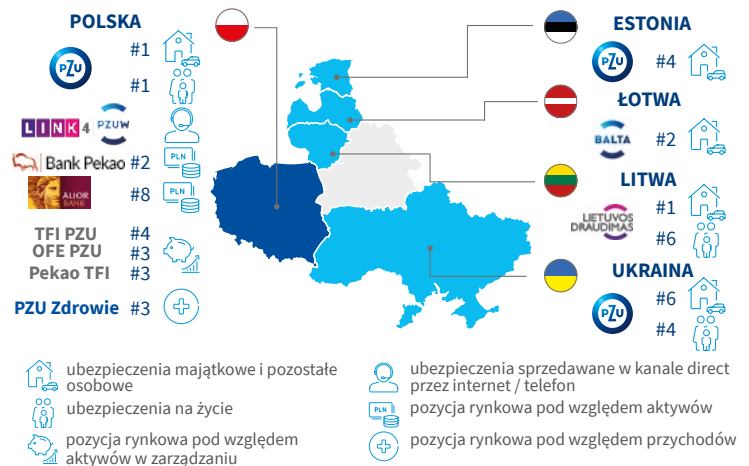 POLSKA
PZU
#1
#1
LINK 4 PZUW
Bank Pekao #2
ALIOR
BANK #8
TFI PZU #4
OFE PZU #3
Pekao TFI #3
PZU Zdrowie #3
PLN
PLN
ESTONIA
PZU #4
ŁOTWA
BALTA #2
LITWA
#1
LIETUVOS
DRAUDIMAS
#6
UKRAINA
#6
PZU
#4
ubezpieczenia majątkowe i pozostałe
osobowe
ubezpieczenia na życie
pozycja rynkowa pod względem
aktywów w zarządzaniu
ubezpieczenia sprzedawane w kanale direct
przez internet / telefon
PLN pozycja rynkowa pod względem aktywów
pozycja rynkowa pod względem przychodów